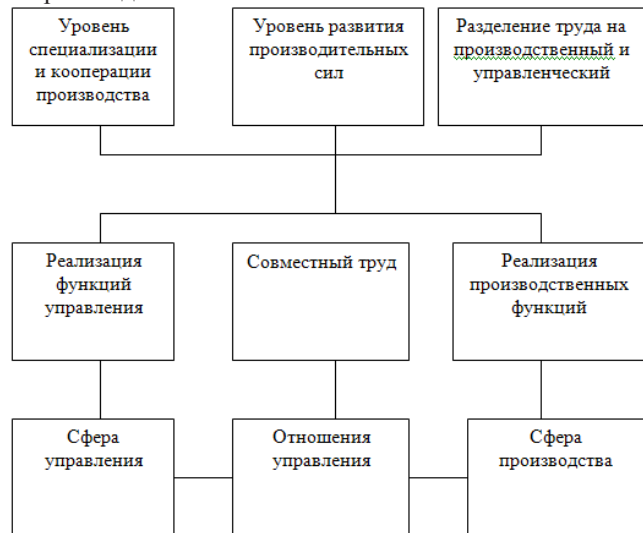 Уровень
специализации
и кооперации
производства
Уровень развития
производительных
сил
Разделение труда на
производственный и
управленческий
Реализация
функций
управления
Совместный труд
Реализация
производственных
функций
Сфера
управления
Отношения
управления
Сфера
производства